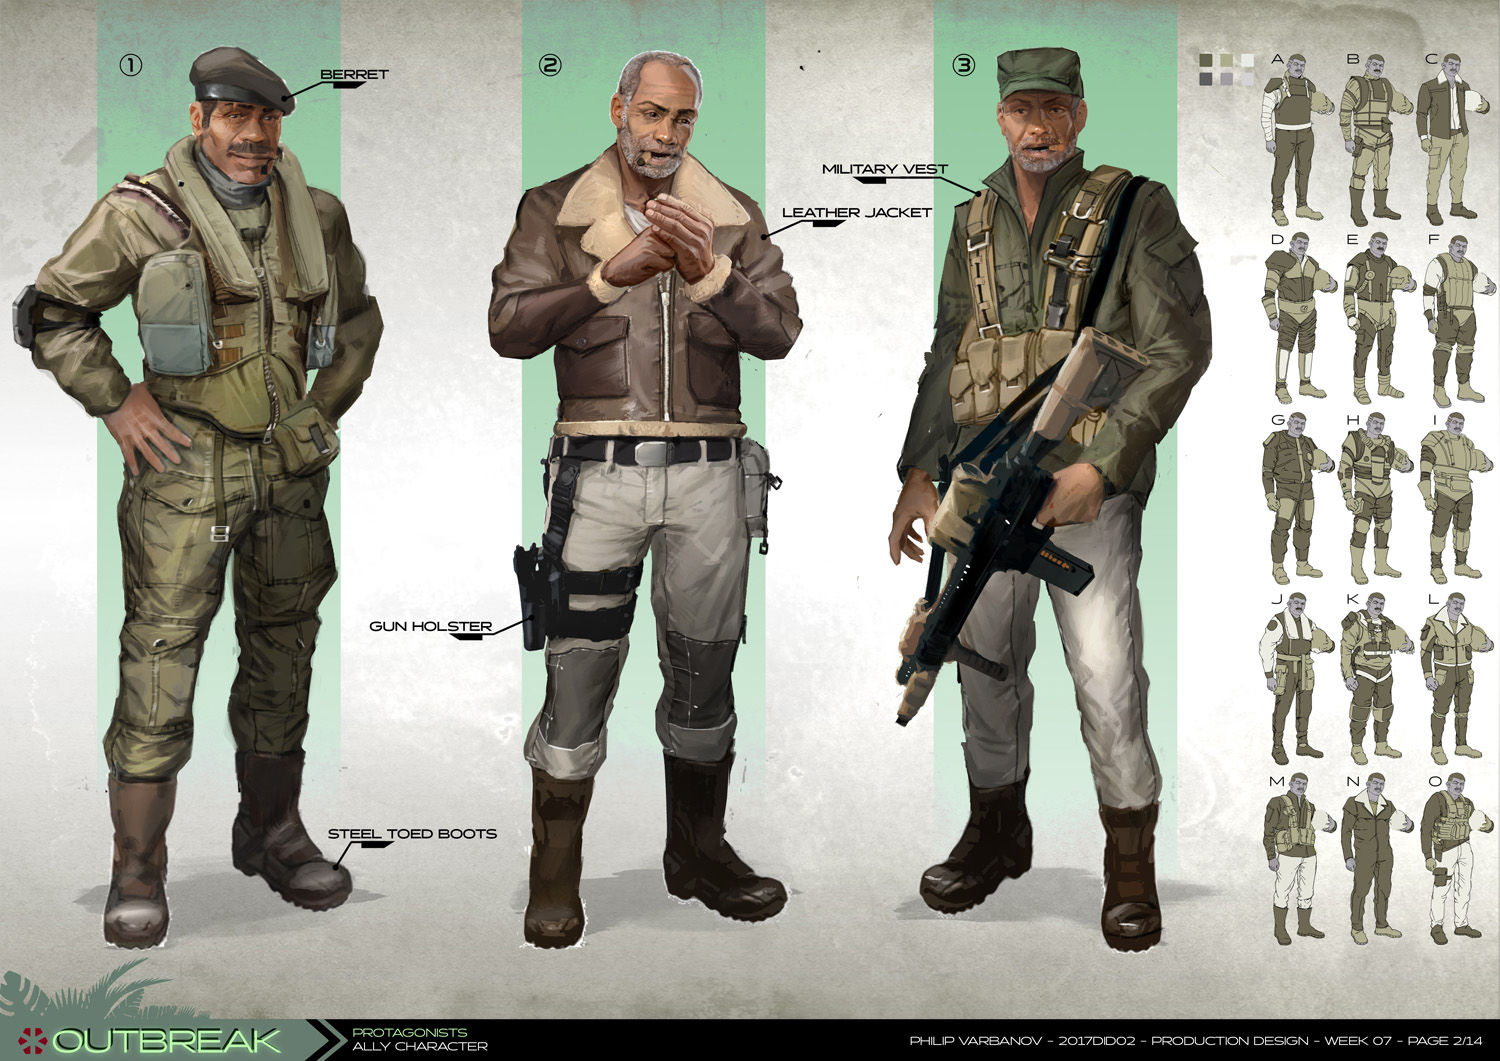 1
BERRET
2
3
MILITARY VEST
LEATHER JACKET
GUN HOLSTER
STEEL TOED BOOTS
A B C
D E F
G H I
J K L
M N O
OUTBREAK
PROTAGONISTS
ALLY CHARACTER
PHILIP VARBANOV - 2017DID02 - PRODUCTION DESIGN - WEEK 07 - PAGE 2/14